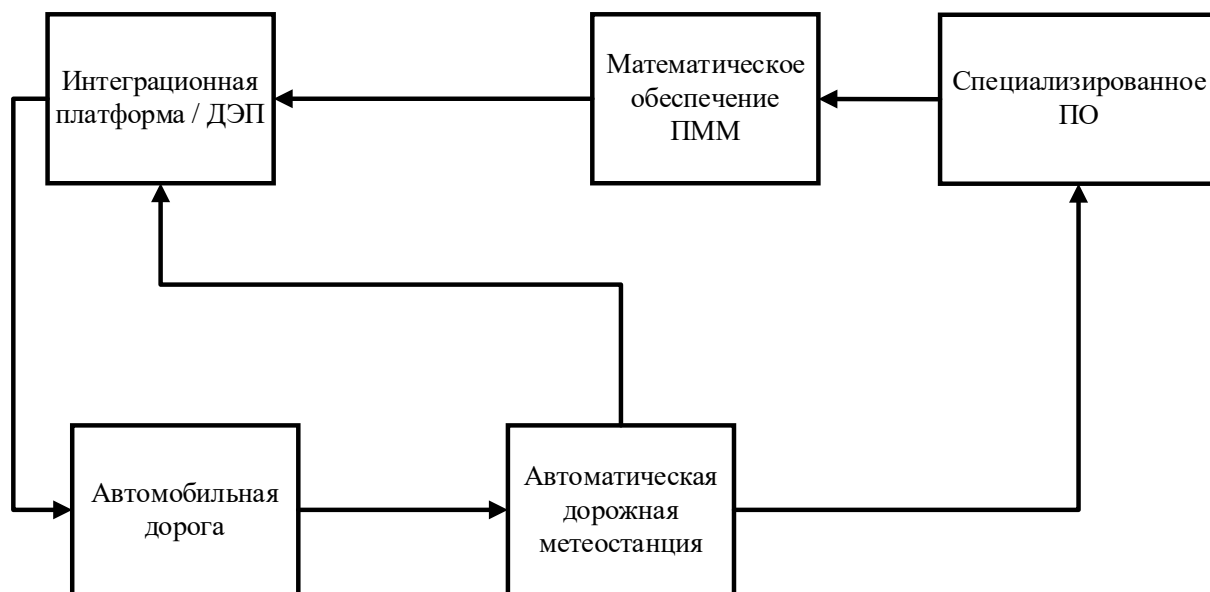 Интеграционная
платформа / ДЭП
Математическое
обеспечение
ПММ
Специализированное
ПО
Автомобильная
дорога
Автоматическая
дорожная
метеостанция